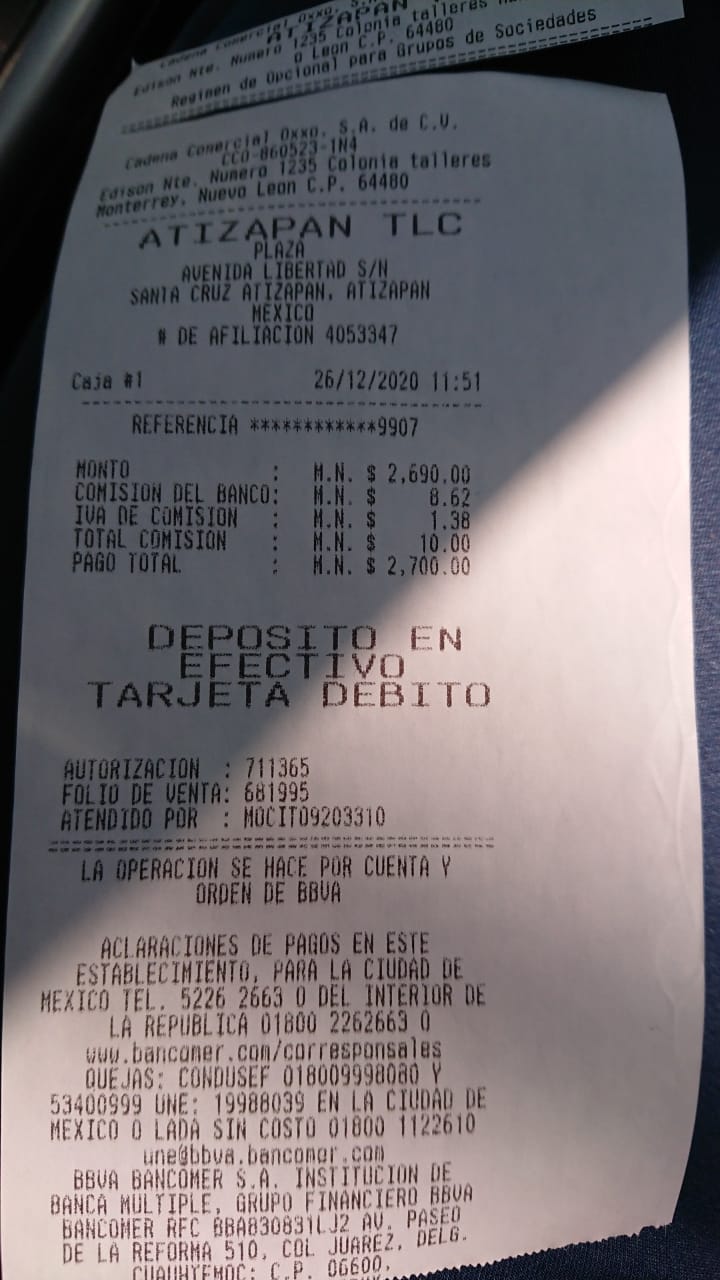 Cadena Comercial Oxxo, S.
ATIZAPAN
Edison Nte. Numero 1235 Colonia talleres
o Leon C.P. 64480
Regimen de Opcional para Grupos de Sociedades
Cadena Comercial Oxxo, S.A. de C.V.
CCO-860523-1N4
Edison Nte. Numero 1235 Colonia talleres
Monterrey, Nuevo Leon C.P. 64480
ATIZAPAN TLC
PLAZA
AVENIDA LIBERTAD S/N
SANTA CRUZ ATIZAPAN, ATIZAPAN
MEXICO
# DE AFILIACION 4053347
Caja #1 26/12/2020 11:51
REFERENCIA ************9907
MONTO : M.N. $ 2,690.00
COMISION DEL BANCO: M.N. $ 8.62
IVA DE COMISION : M.N. $ 1.38
TOTAL COMISION : M.N. $ 10.00
PAGO TOTAL : M.N. $ 2,700.00
DEPOSITO EN
EFECTIVO
TARJETA DEBITO
AUTORIZACION : 711365
FOLIO DE VENTA: 681995
ATENDIDO POR : MOCIT09203310
LA OPERACION SE HACE POR CUENTA Y
ORDEN DE BBVA
ACLARACIONES DE PAGOS EN ESTE
ESTABLECIMIENTO, PARA LA CIUDAD DE
MEXICO TEL. 5226 2663 O DEL INTERIOR DE
LA REPUBLICA 01800 2262663 O
www.bancomer.com/corresponsales
QUEJAS: CONDUSEF 018009998080 Y
53400999 UNE: 19988039 EN LA CIUDAD DE
MEXICO O LADA SIN COSTO 01800 1122610
une@bbva.bancomer.com
BBVA BANCOMER S.A. INSTITUCION DE
BANCA MULTIPLE, GRUPO FINANCIERO BBVA
BANCOMER RFC BBA830831LJ2 AV. PASEO
DE LA REFORMA 510, COL JUAREZ, DELG.
CUAUHTEMOC; C.P. 06600,